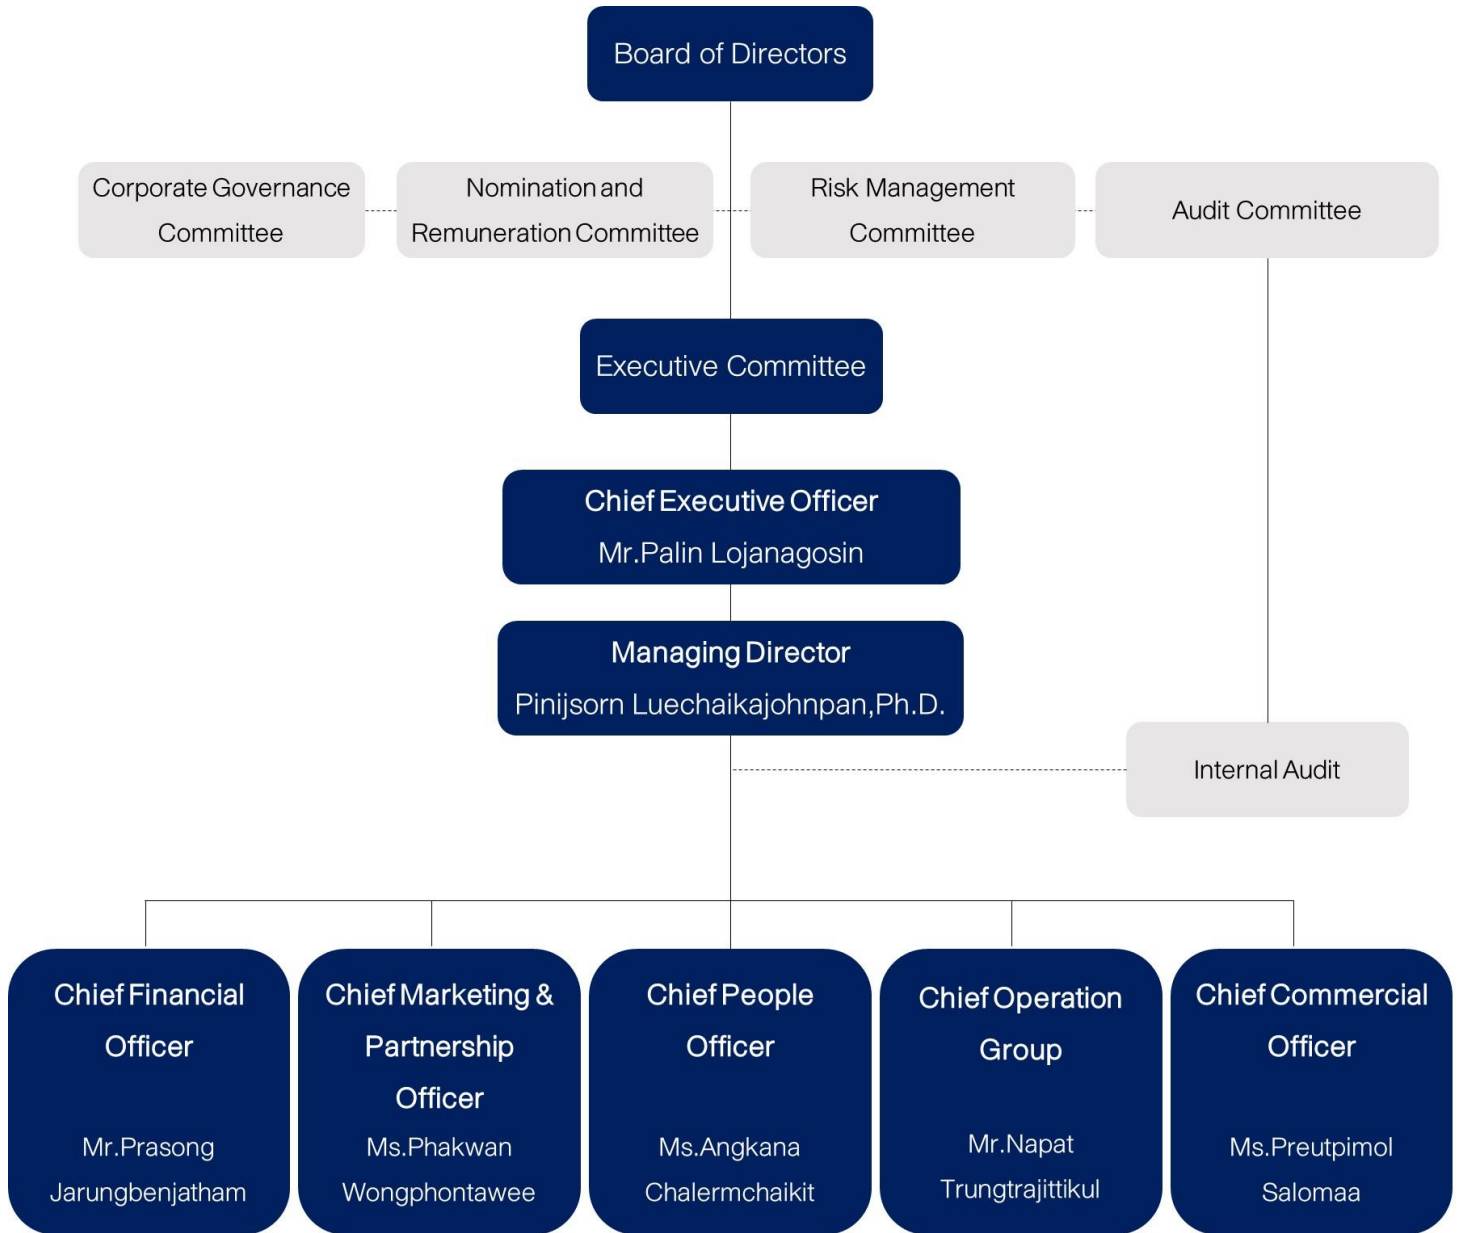 Board of Directors
Corporate Governance
Committee
Nomination and
Remuneration Committee
Risk Management
Committee
Audit Committee
Executive Committee
Chief Executive Officer
Mr.Palin Lojanagosin
Managing Director
Pinijsorn Luechaikajohnpan,Ph.D.
Internal Audit
Chief Financial
Officer
Mr.Prasong
Jarungbenjatham
Chief Marketing &
Partnership
Officer
Ms.Phakwan
Wongphontawee
Chief People
Officer
Ms.Angkana
Chalermchaikit
Chief Operation
Group
Mr.Napat
Trungtrajittikul
Chief Commercial
Officer
Ms.Preutpimol
Salomaa